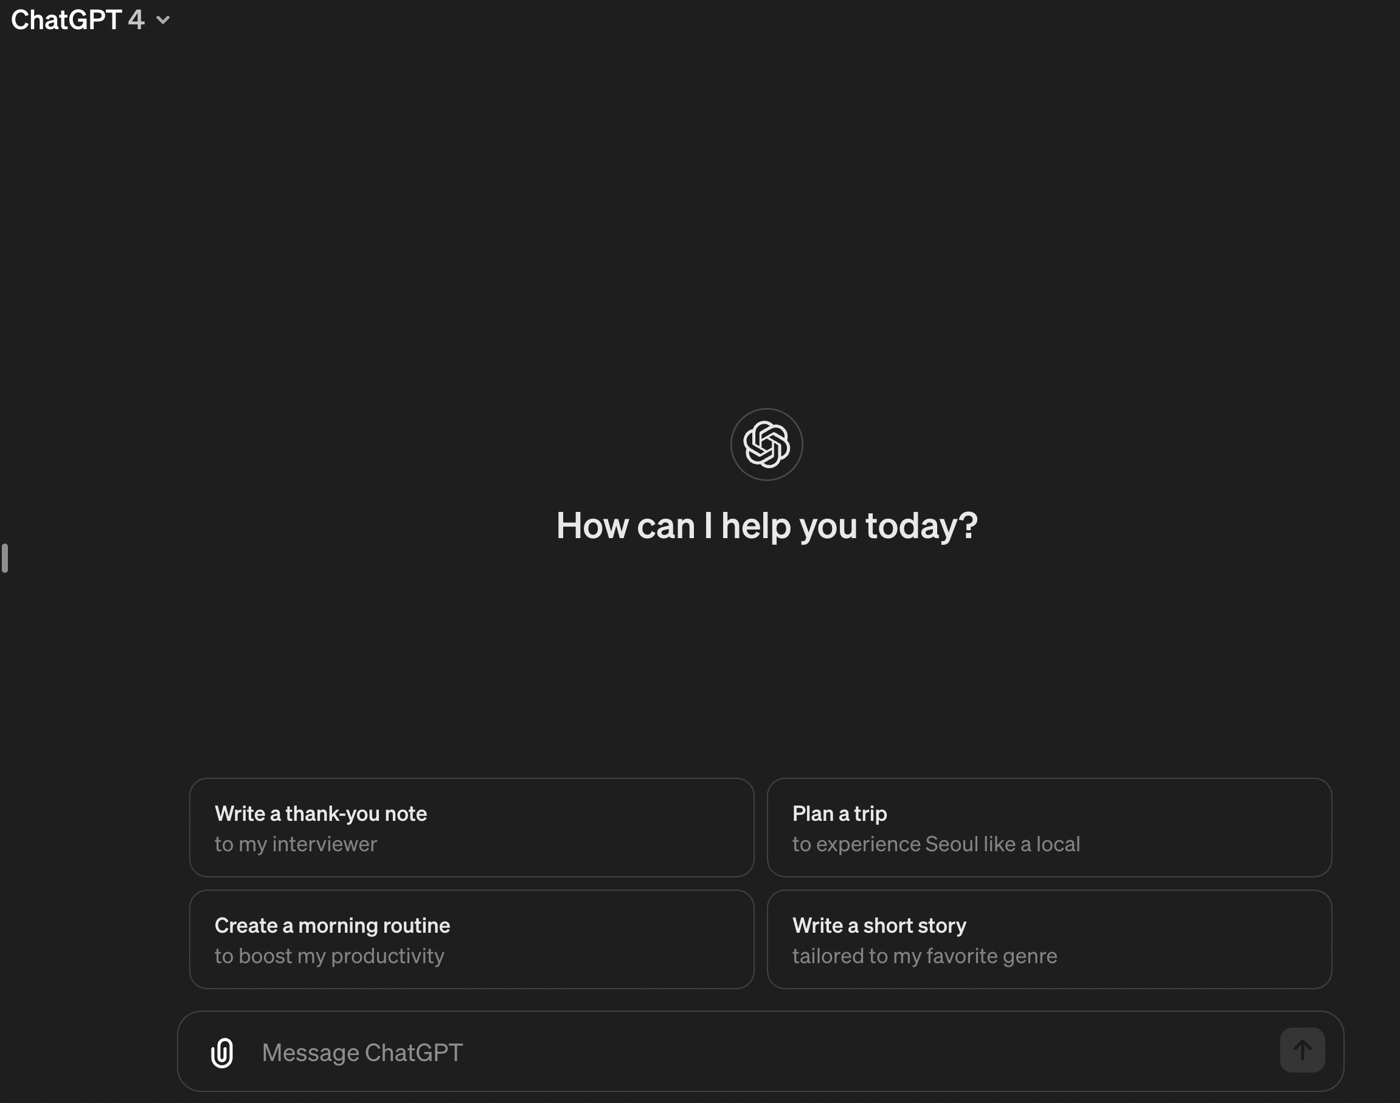 ChatGPT 4
How can I help you today?
Write a thank-you note
to my interviewer
Plan a trip
to experience Seoul like a local
Create a morning routine
to boost my productivity
Write a short story
tailored to my favorite genre
Message ChatGPT